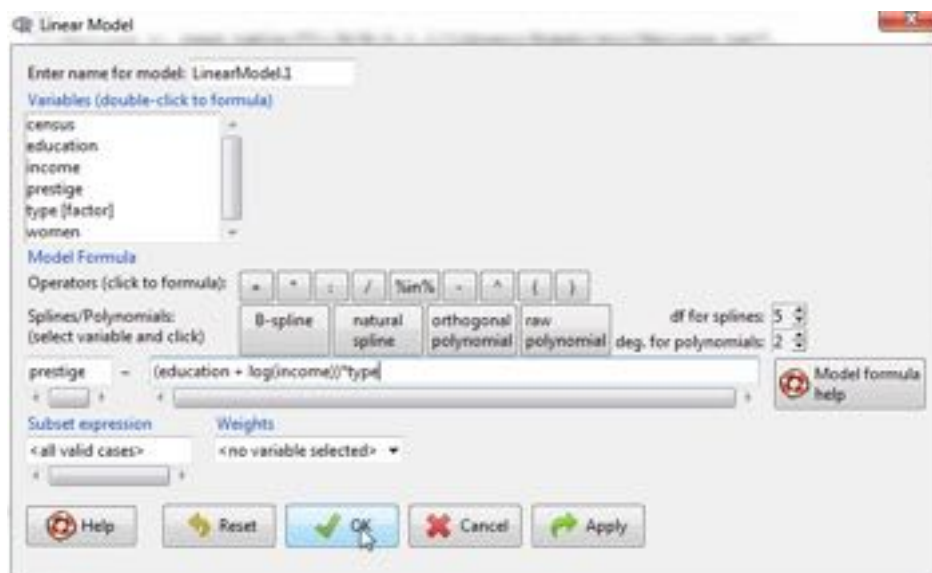 Linear Model
Enter name for model: LinearModel.1
Variables (double-click to formula)
census
education
income
prestige
type [factor]
women
Model Formula
Operators (click to formula): + * : / %in% - ^ ( )
Splines/Polynomials:
(select variable and click)
B-spline
natural
spline
orthogonal
polynomial
raw
polynomial
df for splines: 5
deg. for polynomials: 2
prestige ~ (education + log(income))*type
Model formula
help
Subset expression Weights
<all valid cases> <no variable selected>
Help Reset OK Cancel Apply